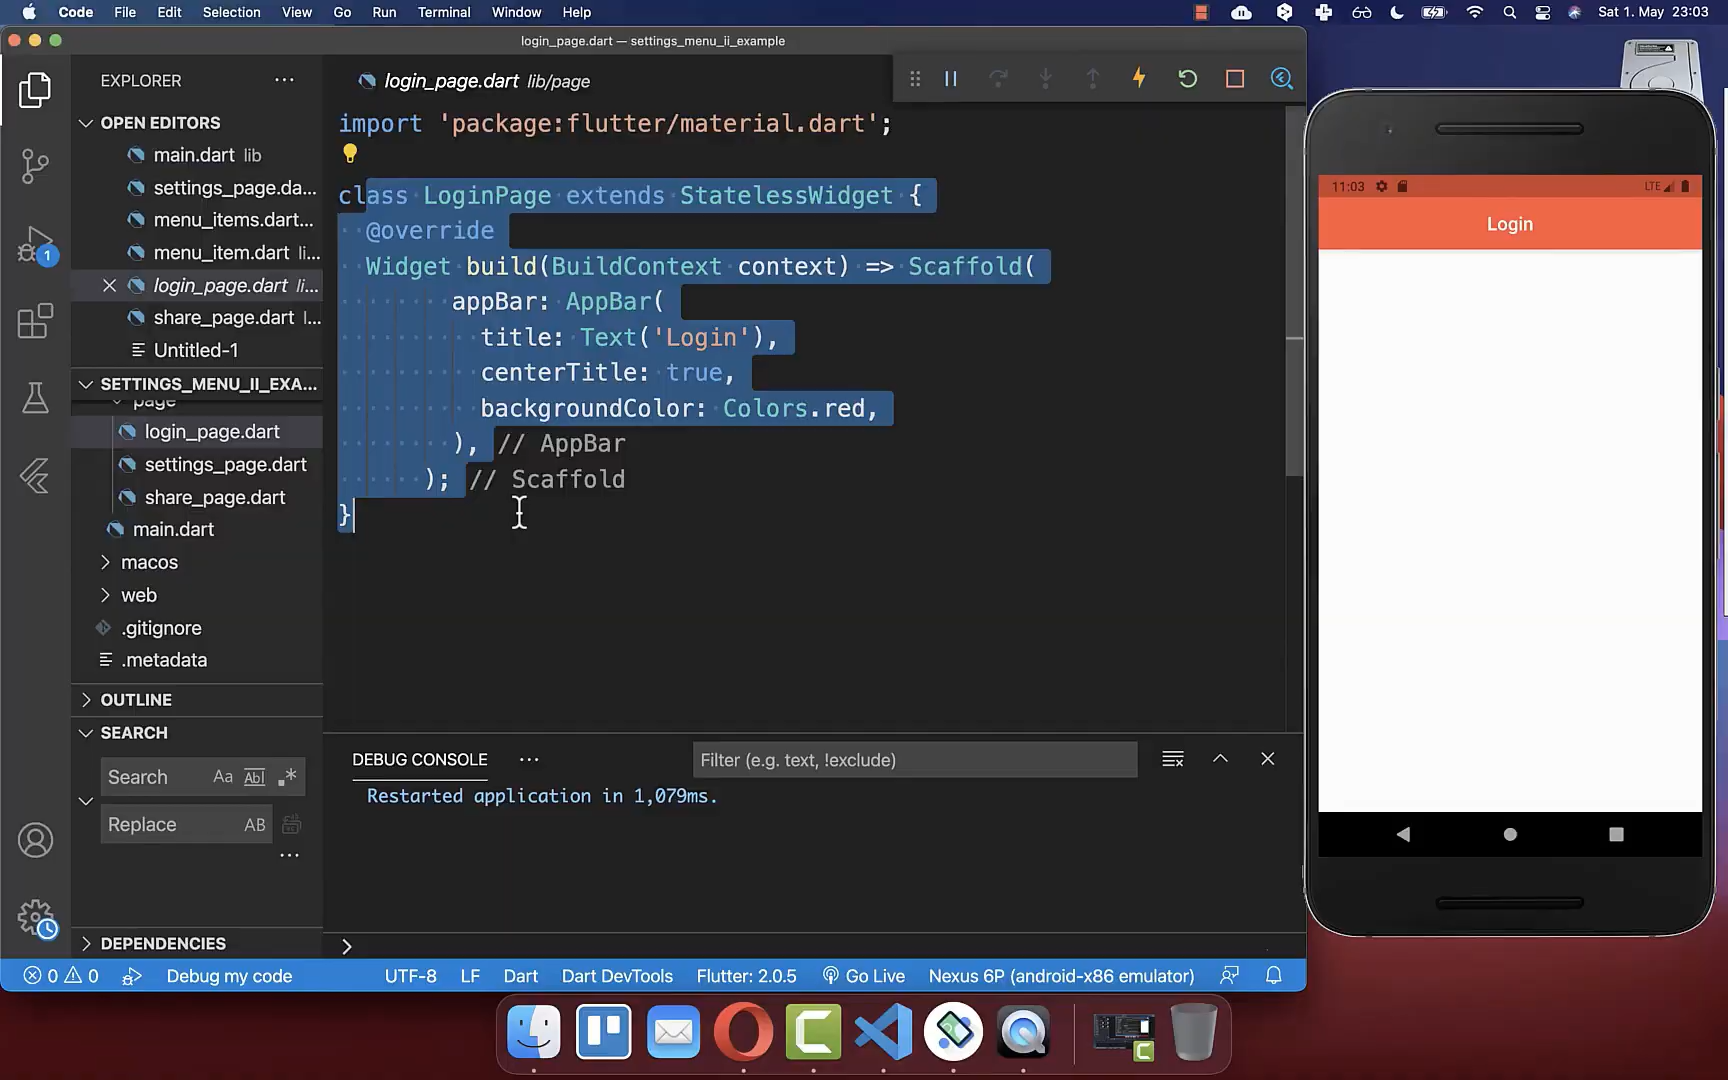 Code File Edit Selection View Go Run Terminal Window Help
Sat 1. May 23:03
login_page.dart — settings_menu_ii_example
EXPLORER
OPEN EDITORS
main.dart lib
settings_page.da...
menu_items.dart...
menu_item.dart li...
login_page.dart li...
share_page.dart l...
Untitled-1
SETTINGS_MENU_II_EXA...
page
login_page.dart
settings_page.dart
share_page.dart
main.dart
macos
web
.gitignore
.metadata
OUTLINE
SEARCH
Search Aa Abl .*
Replace AB
DEPENDENCIES
1
login_page.dart lib/page
import 'package:flutter/material.dart';
class LoginPage extends StatelessWidget {
@override
Widget build(BuildContext context) => Scaffold(
appBar: AppBar(
title: Text('Login'),
centerTitle: true,
backgroundColor: Colors.red,
), // AppBar
); // Scaffold
}
DEBUG CONSOLE
Filter (e.g. text, !exclude)
Restarted application in 1,079ms.
0 0 Debug my code UTF-8 LF Dart Dart DevTools Flutter: 2.0.5 Go Live Nexus 6P (android-x86 emulator)
11:03 LTE
Login